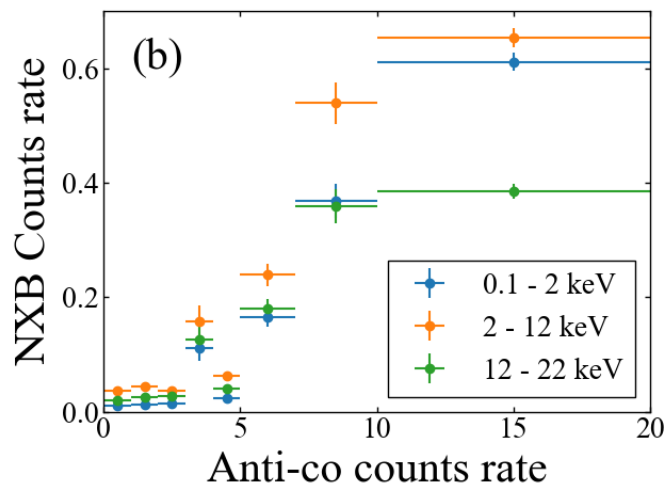 (b)
NXB Counts rate
0.6
0.4
0.2
0.0
0.1 - 2 keV
2 - 12 keV
12 - 22 keV
0 5 10 15 20
Anti-co counts rate